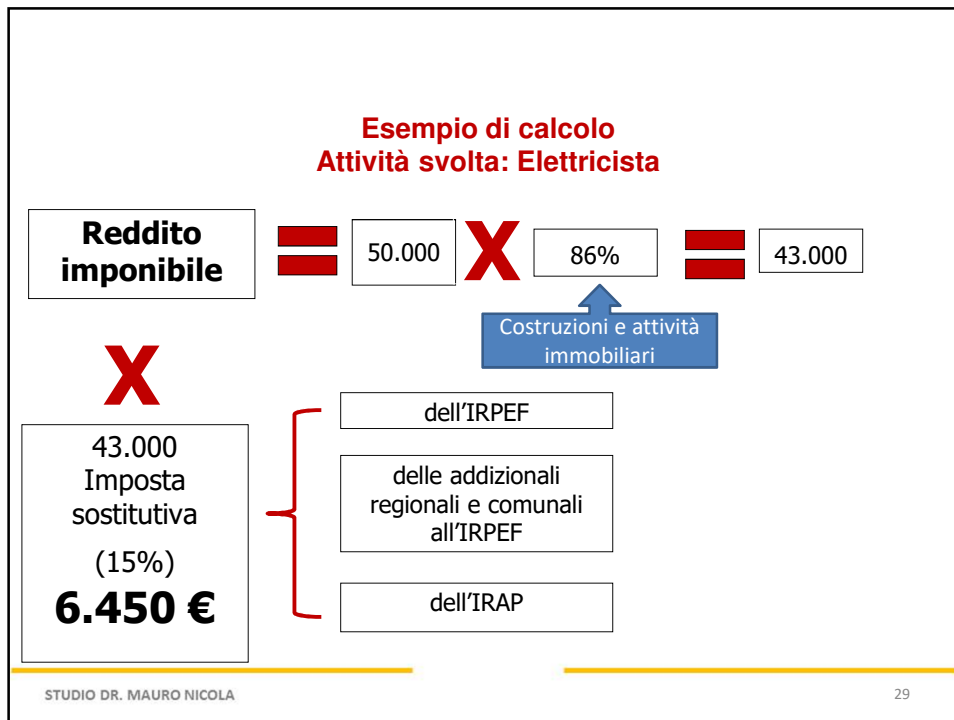 Esempio di calcolo
Attività svolta: Elettricista
Reddito
imponibile
50.000
X
86%
43.000
Costruzioni e attività
immobiliari
X
43.000
Imposta
sostitutiva
(15%)
6.450 €
dell'IRPEF
delle addizionali
regionali e comunali
all'IRPEF
dell'IRAP
STUDIO DR. MAURO NICOLA
29